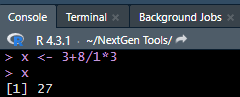 Console Terminal × Background Jobs ×
R 4.3.1 · ~/NextGen Tools/
> x <- 3+8/1*3
> x
[1] 27